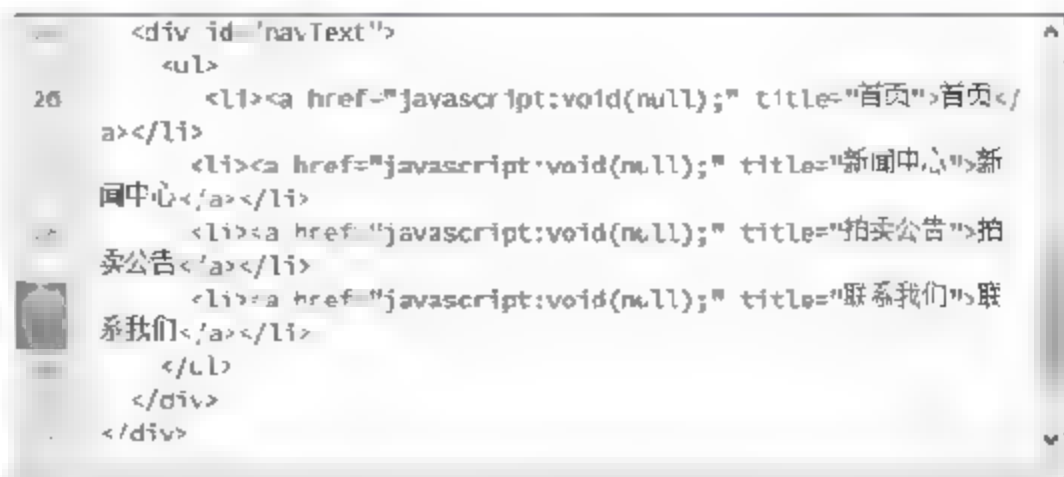 <div id="navText">
<ul>
26 <li><a href="javascript:void(null);" title="首页">首页</
a></li>
<li><a href="javascript:void(null);" title="新闻中心">新
闻中心</a></li>
<li><a href="javascript:void(null);" title="拍卖公告">拍
卖公告</a></li>
<li><a href="javascript:void(null);" title="联系我们">联
系我们</a></li>
</ul>
</div>
</div>